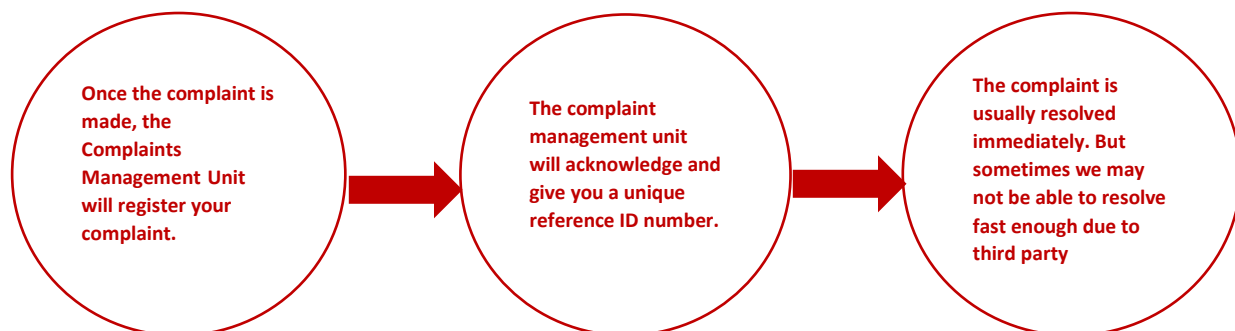 Once the complaint is
made, the
Complaints
Management Unit
will register your
complaint.
The complaint
management unit
will acknowledge and
give you a unique
reference ID number.
The complaint is
usually resolved
immediately. But
sometimes we may
not be able to resolve
fast enough due to
third party